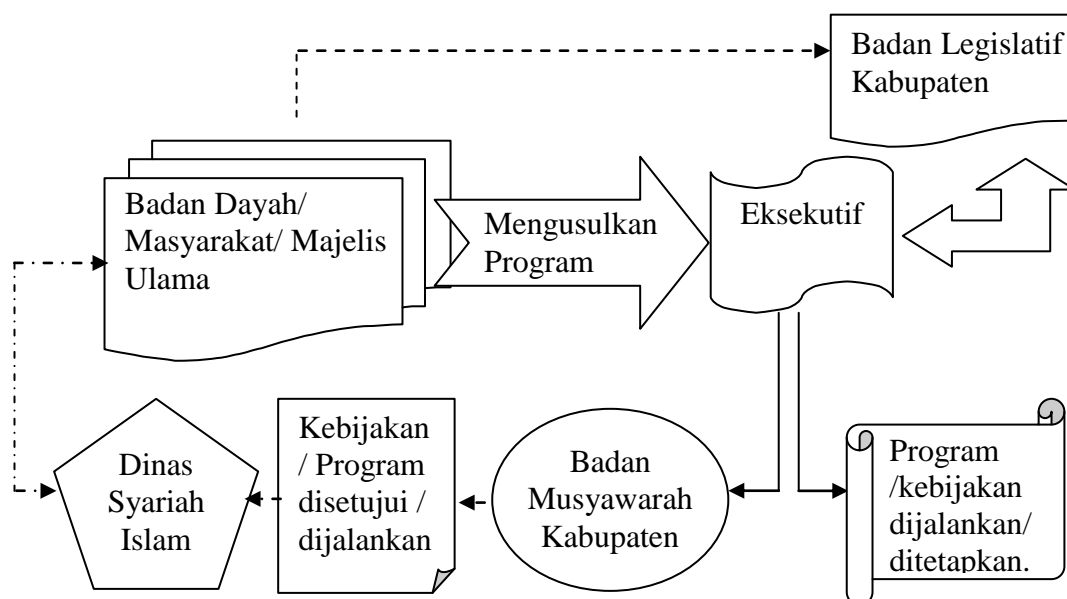 Badan Legislatif
Kabupaten
Badan Dayah/
Masyarakat/ Majelis
Ulama
Mengusulkan
Program
Eksekutif
Dinas
Syariah
Islam
Kebijakan
/ Program
disetujui /
dijalankan
Badan
Musyawarah
Kabupaten
Program
/kebijakan
dijalankan/
ditetapkan.